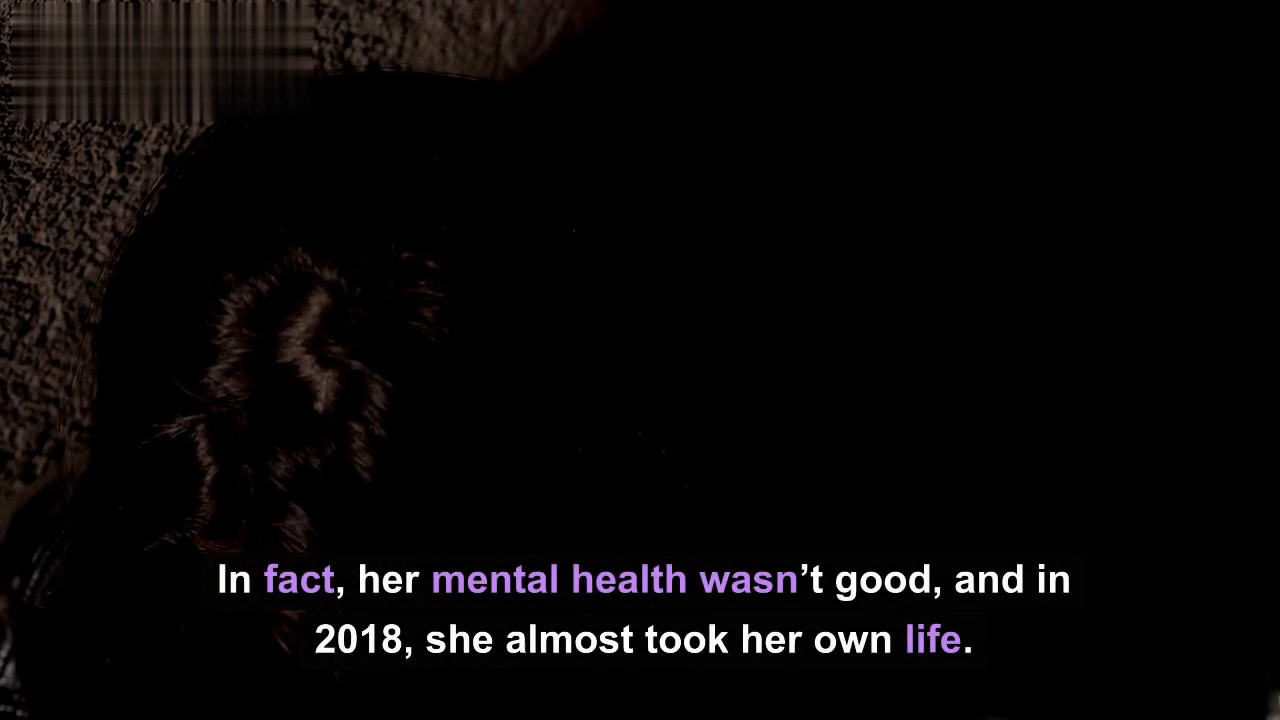 In fact, her mental health wasn’t good, and in
2018, she almost took her own life.